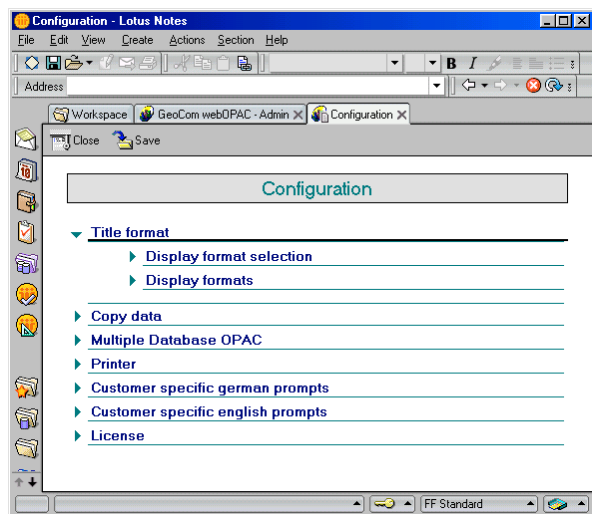 Configuration - Lotus Notes
File Edit View Create Actions Section Help
B I
Address
Workspace GeoCom webOPAC - Admin Configuration
Close Save
18
Configuration
Title format
Display format selection
Display formats
Copy data
Multiple Database OPAC
Printer
Customer specific german prompts
Customer specific english prompts
License
FF Standard